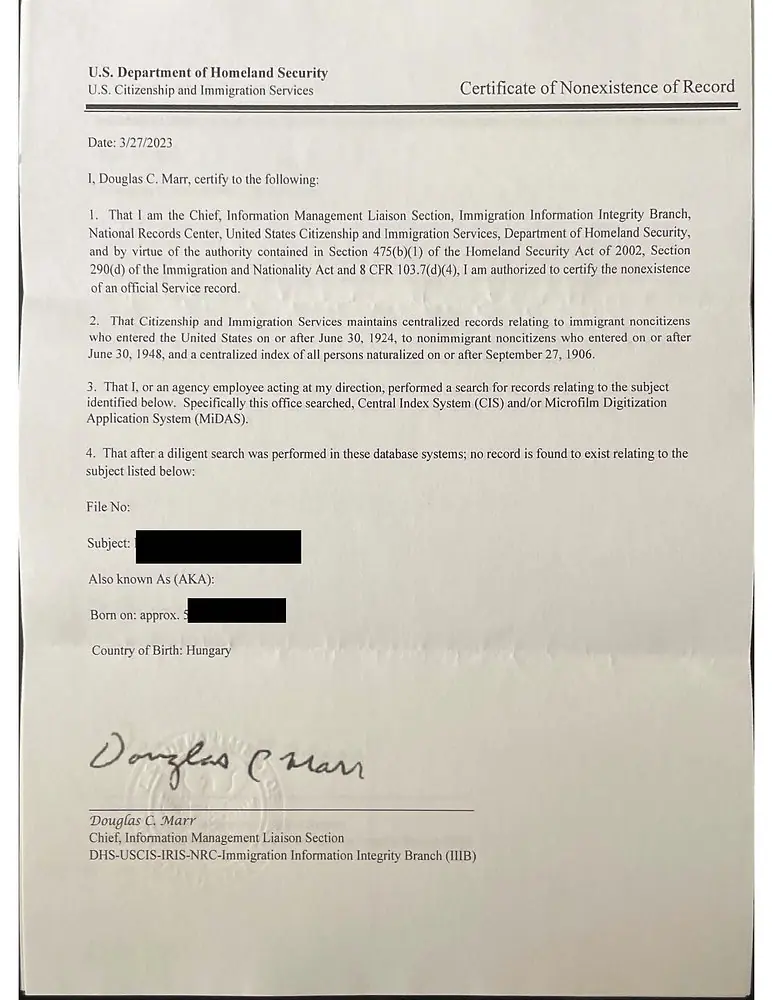 U.S. Department of Homeland Security
U.S. Citizenship and Immigration Services
Certificate of Nonexistence of Record
Date: 3/27/2023
I, Douglas C. Marr, certify to the following:
1. That I am the Chief, Information Management Liaison Section, Immigration Information Integrity Branch,
National Records Center, United States Citizenship and Immigration Services, Department of Homeland Security,
and by virtue of the authority contained in Section 475(b)(1) of the Homeland Security Act of 2002, Section
290(d) of the Immigration and Nationality Act and 8 CFR 103.7(d)(4), I am authorized to certify the nonexistence
of an official Service record.
2. That Citizenship and Immigration Services maintains centralized records relating to immigrant noncitizens
who entered the United States on or after June 30, 1924, to nonimmigrant noncitizens who entered on or after
June 30, 1948, and a centralized index of all persons naturalized on or after September 27, 1906.
3. That I, or an agency employee acting at my direction, performed a search for records relating to the subject
identified below. Specifically this office searched, Central Index System (CIS) and/or Microfilm Digitization
Application System (MiDAS).
4. That after a diligent search was performed in these database systems; no record is found to exist relating to the
subject listed below:
File No:
Subject:
Also known As (AKA):
Born on: approx.
Country of Birth: Hungary
Douglas C Marr
Douglas C. Marr
Chief, Information Management Liaison Section
DHS-USCIS-IRIS-NRC-Immigration Information Integrity Branch (IIIB)